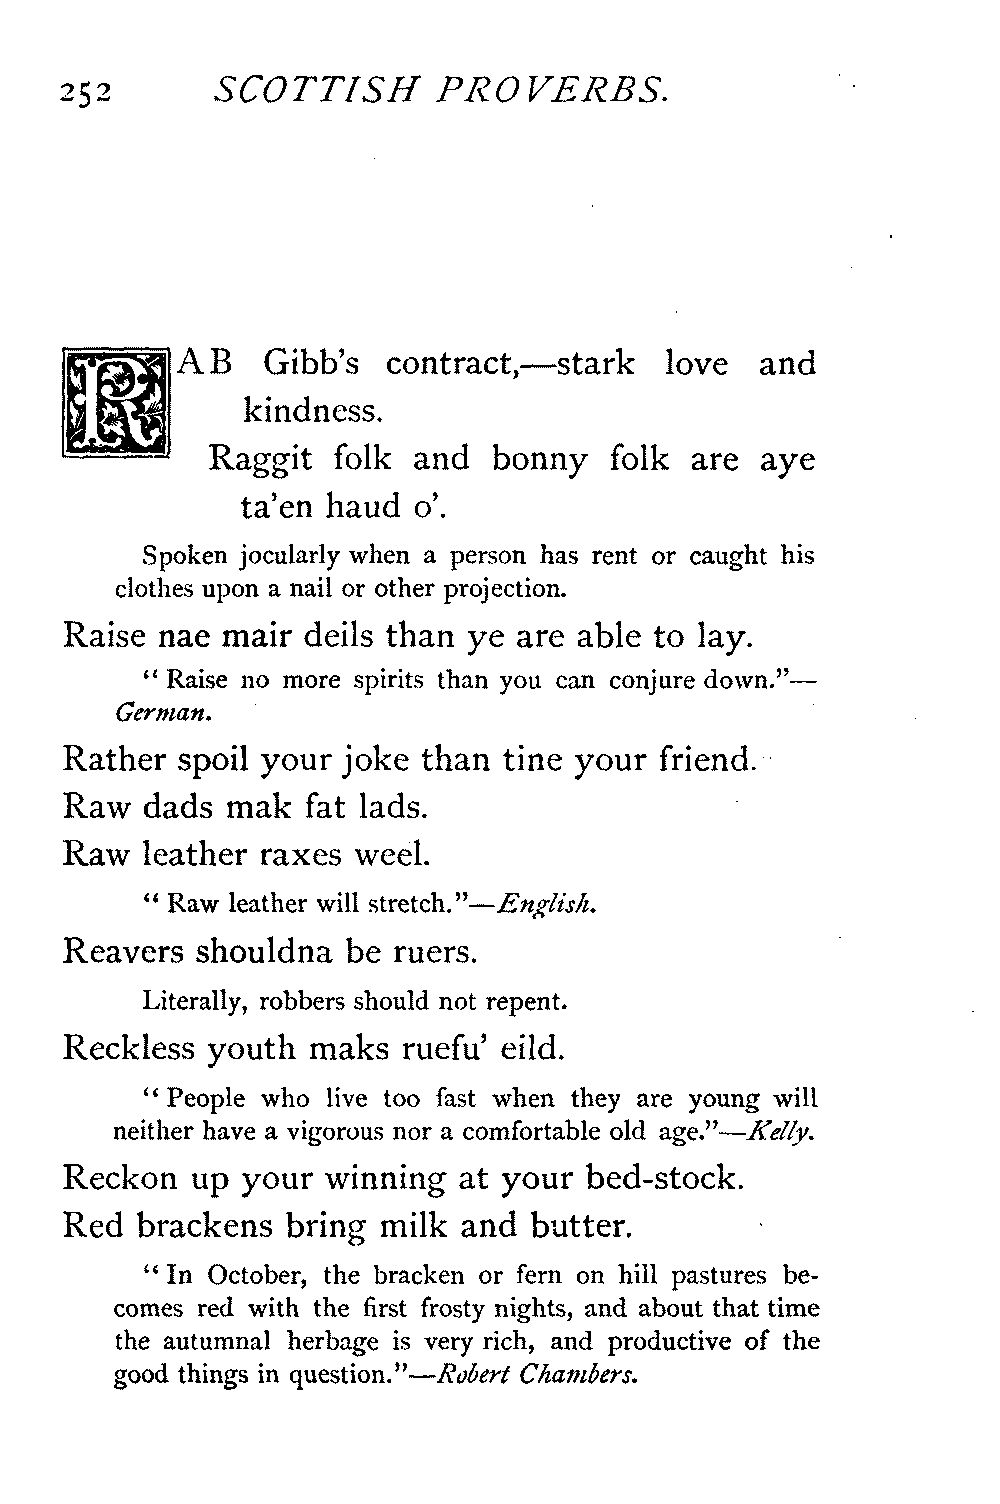 252 SCOTTISH PROVERBS.
RAB Gibb's contract,—stark love and
kindness.
Raggit folk and bonny folk are aye
ta'en haud o'.
Spoken jocularly when a person has rent or caught his
clothes upon a nail or other projection.
Raise nae mair deils than ye are able to lay.
“Raise no more spirits than you can conjure down.”—
German.
Rather spoil your joke than tine your friend.
Raw dads mak fat lads.
Raw leather raxes weel.
“Raw leather will stretch.”—English.
Reavers shouldna be ruers.
Literally, robbers should not repent.
Reckless youth maks ruefu' eild.
“People who live too fast when they are young will
neither have a vigorous nor a comfortable old age.”—Kelly.
Reckon up your winning at your bed-stock.
Red brackens bring milk and butter.
“In October, the bracken or fern on hill pastures be-
comes red with the first frosty nights, and about that time
the autumnal herbage is very rich, and productive of the
good things in question.”—Robert Chambers.